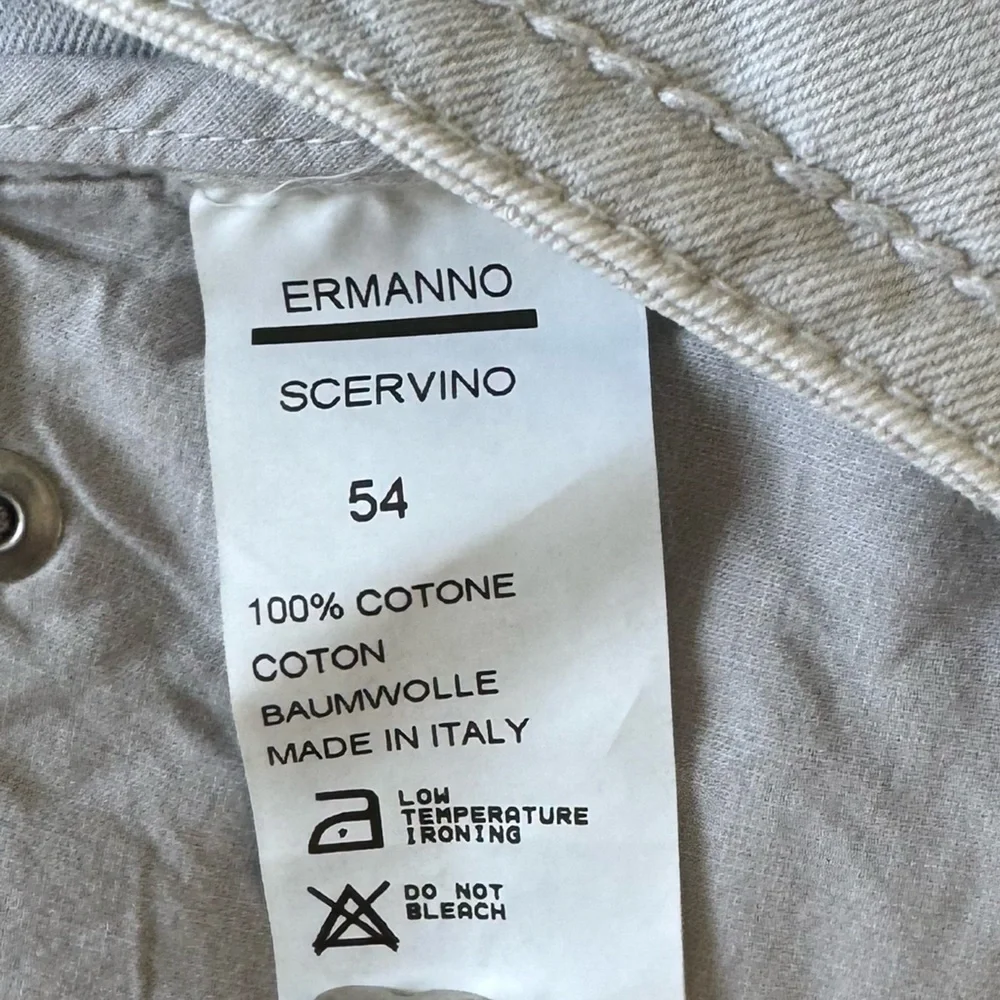 ERMANNO
SCERVINO
54
100% COTONE
COTON
BAUMWOLLE
MADE IN ITALY
LOW
TEMPERATURE
IRONING
DO NOT
BLEACH